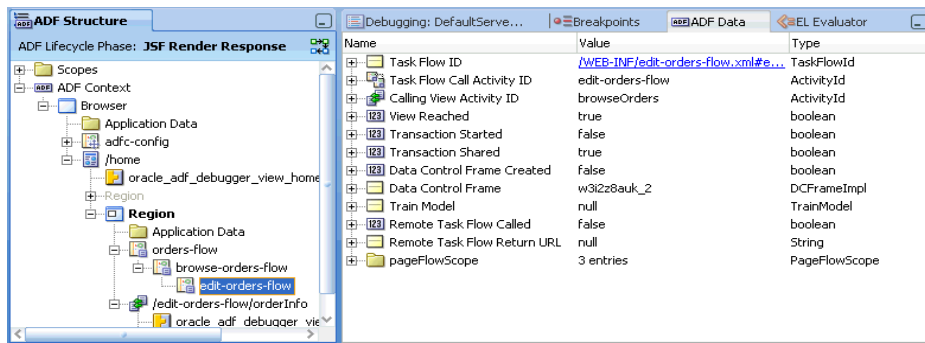 ADF Structure
ADF Lifecycle Phase: JSF Render Response
Scopes
ADF Context
Browser
Application Data
adfc-config
/home
oracle_adf_debugger_view_home
Region
Region
Application Data
orders-flow
browse-orders-flow
edit-orders-flow
/edit-orders-flow/orderInfo
oracle_adf_debugger_vie
Debugging: DefaultServe... Breakpoints ADF Data EL Evaluator
Name Value Type
Task Flow ID /WEB-INF/edit-orders-flow.xml#e... TaskFlowId
Task Flow Call Activity ID edit-orders-flow ActivityId
Calling View Activity ID browseOrders ActivityId
123 View Reached true boolean
123 Transaction Started false boolean
123 Transaction Shared true boolean
123 Data Control Frame Created false boolean
Data Control Frame w3i2z8auk_2 DCFrameImpl
Train Model null TrainModel
123 Remote Task Flow Called false boolean
Remote Task Flow Return URL null String
pageFlowScope 3 entries PageFlowScope